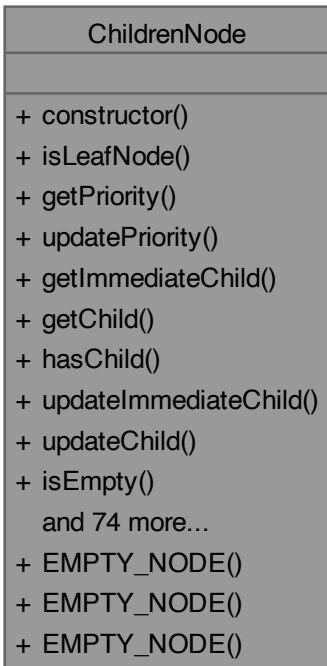 ChildrenNode
+ constructor()
+ isLeafNode()
+ getPriority()
+ updatePriority()
+ getImmediateChild()
+ getChild()
+ hasChild()
+ updateImmediateChild()
+ updateChild()
+ isEmpty()
and 74 more...
+ EMPTY_NODE()
+ EMPTY_NODE()
+ EMPTY_NODE()